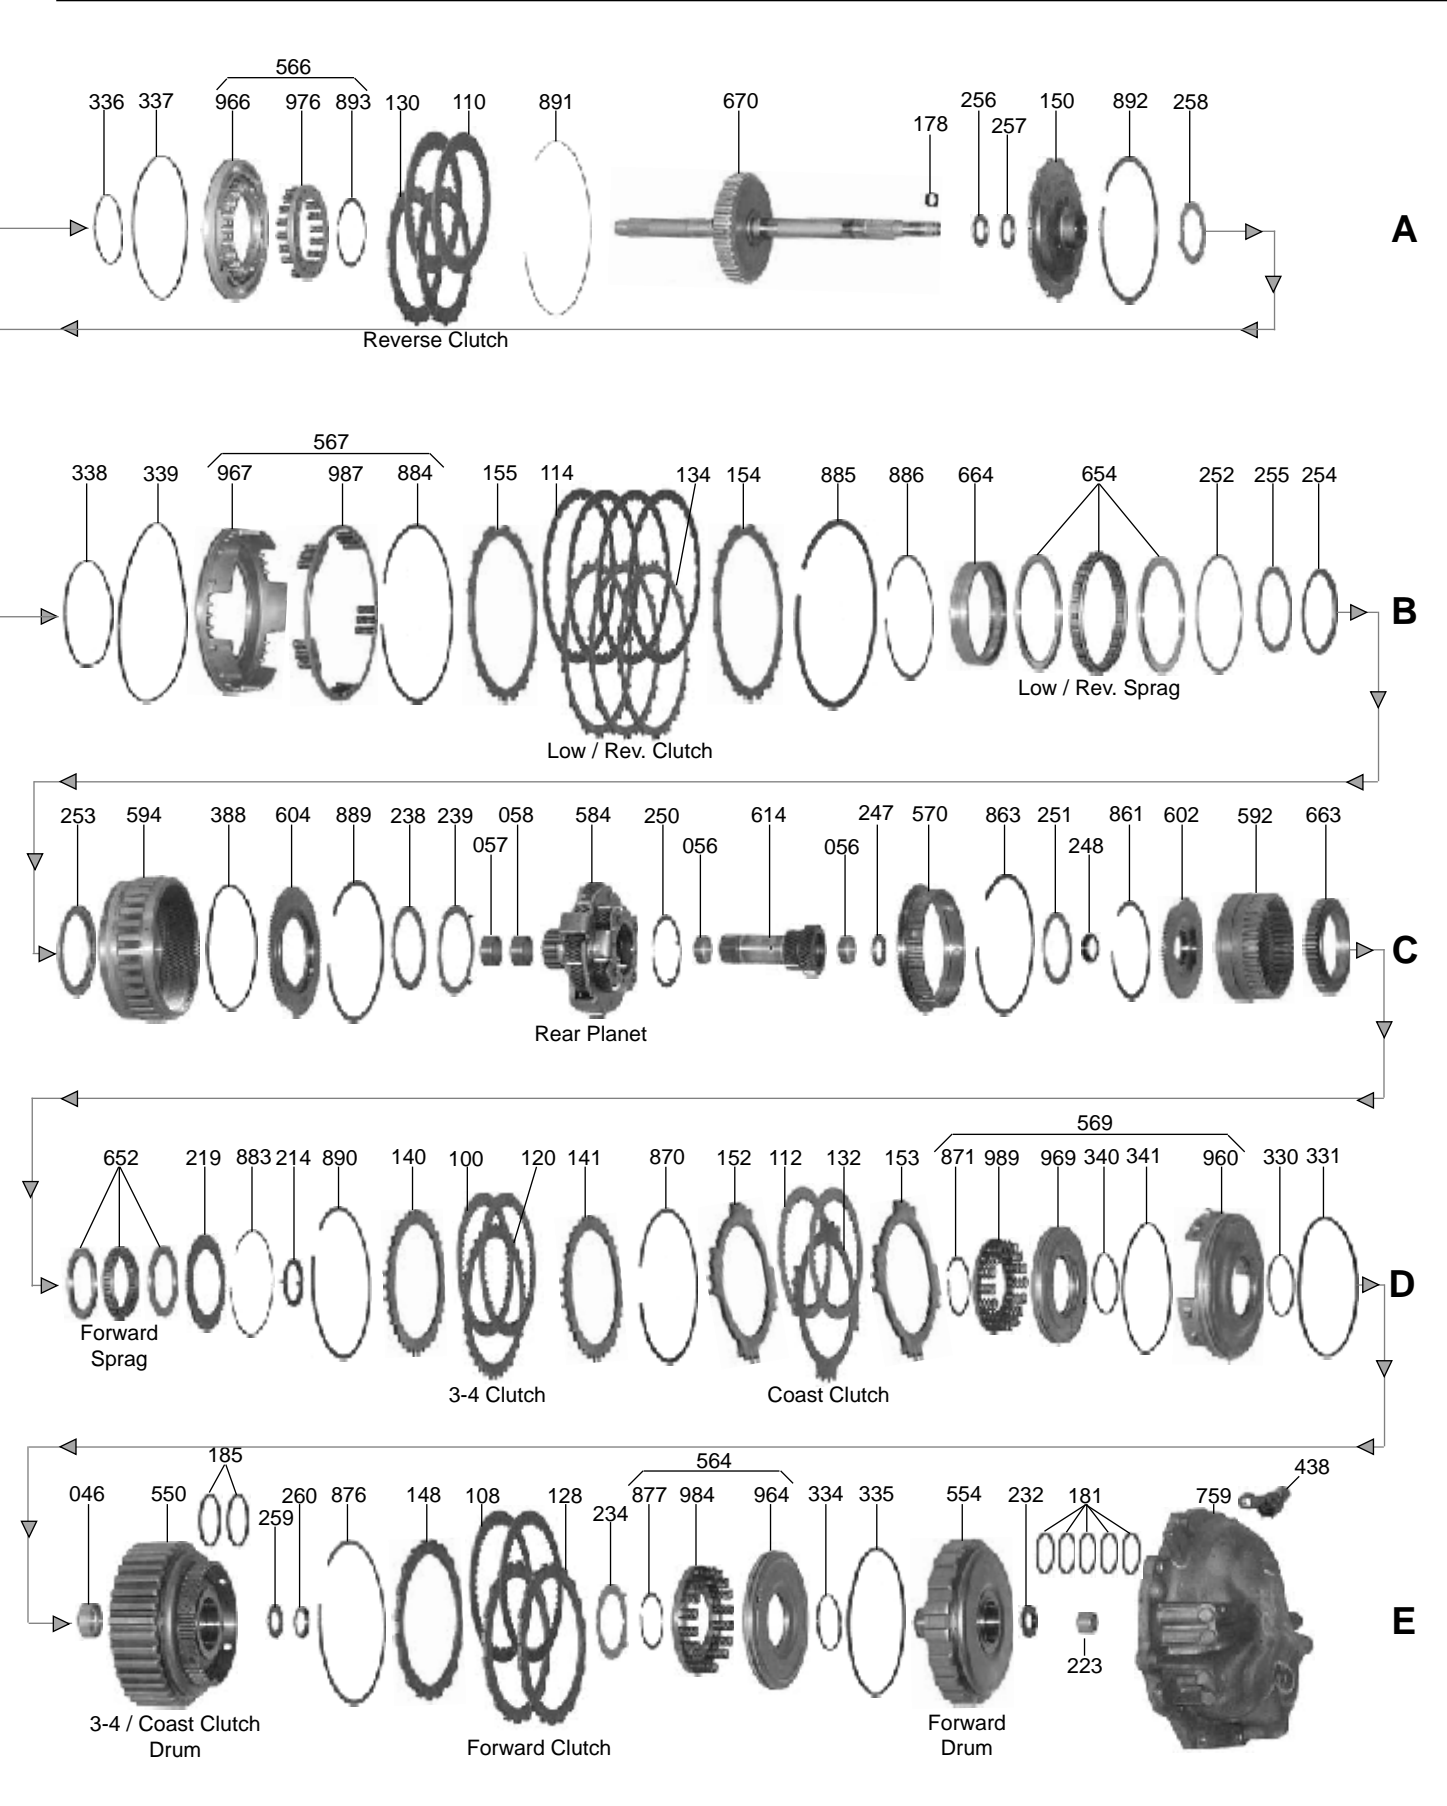 566
336 337 966 976 893 130 110 891 670 256 150 892 258
178 257
A
Reverse Clutch
567
338 339 967 987 884 155 114 134 154 885 886 664 654 252 255 254
B
Low / Rev. Sprag
Low / Rev. Clutch
253 594 388 604 889 238 239 058 584 250 614 247 570 863 251 861 602 592 663
057 056 056 248
C
Rear Planet
569
652 219 883 214 890 140 100 120 141 870 152 112 132 153 871 989 969 340 341 960 330 331
D
Forward
Sprag
3-4 Clutch
Coast Clutch
185
564
438
046 550 260 876 148 108 128 877 984 964 334 335 554 232 181 759
259 234
E
223
3-4 / Coast Clutch
Drum
Forward Clutch
Forward
Drum